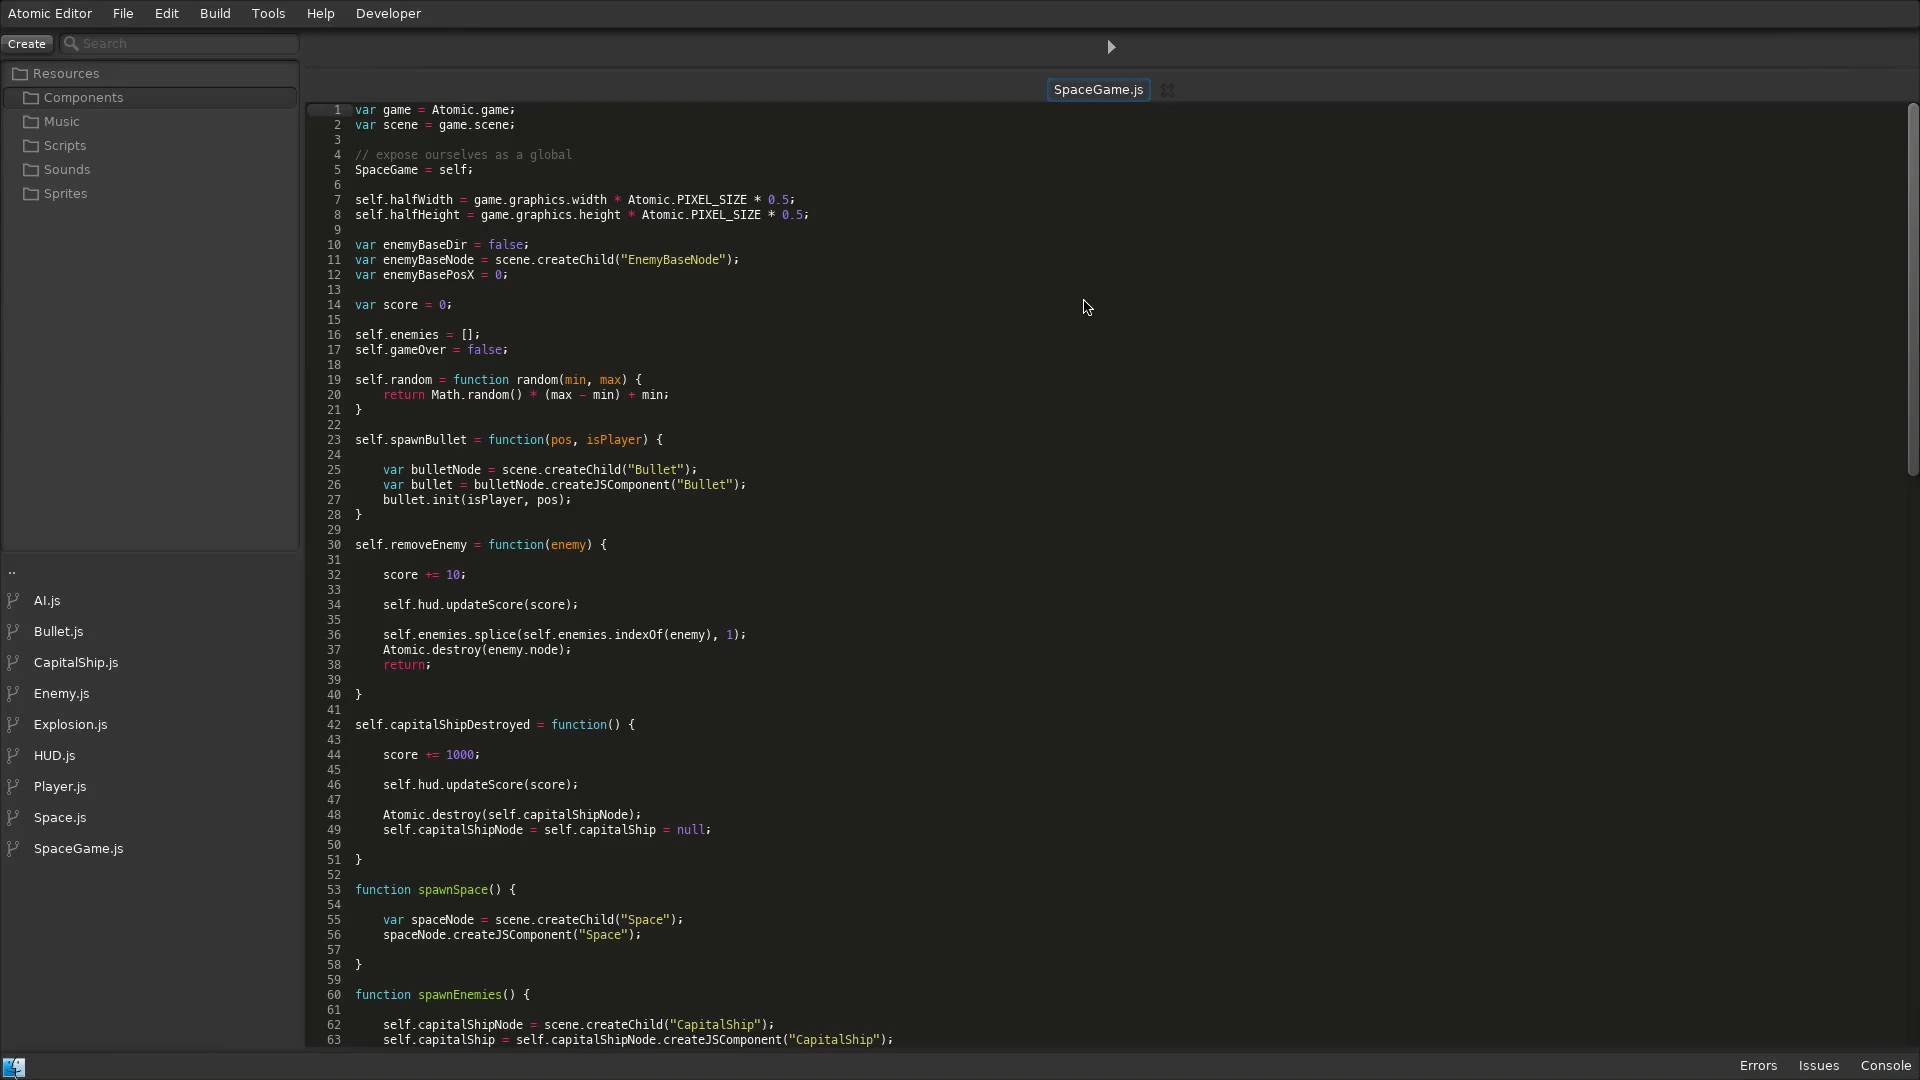 Atomic Editor File Edit Build Tools Help Developer
Create Search
Resources
Components
Music
Scripts
Sounds
Sprites
..
AI.js
Bullet.js
CapitalShip.js
Enemy.js
Explosion.js
HUD.js
Player.js
Space.js
SpaceGame.js
SpaceGame.js
1 var game = Atomic.game;
2 var scene = game.scene;
3
4 // expose ourselves as a global
5 SpaceGame = self;
6
7 self.halfWidth = game.graphics.width * Atomic.PIXEL_SIZE * 0.5;
8 self.halfHeight = game.graphics.height * Atomic.PIXEL_SIZE * 0.5;
9
10 var enemyBaseDir = false;
11 var enemyBaseNode = scene.createChild("EnemyBaseNode");
12 var enemyBasePosX = 0;
13
14 var score = 0;
15
16 self.enemies = [];
17 self.gameOver = false;
18
19 self.random = function random(min, max) {
20     return Math.random() * (max - min) + min;
21 }
22
23 self.spawnBullet = function(pos, isPlayer) {
24
25     var bulletNode = scene.createChild("Bullet");
26     var bullet = bulletNode.createJSComponent("Bullet");
27     bullet.init(isPlayer, pos);
28 }
29
30 self.removeEnemy = function(enemy) {
31
32     score += 10;
33
34     self.hud.updateScore(score);
35
36     self.enemies.splice(self.enemies.indexOf(enemy), 1);
37     Atomic.destroy(enemy.node);
38     return;
39
40 }
41
42 self.capitalShipDestroyed = function() {
43
44     score += 1000;
45
46     self.hud.updateScore(score);
47
48     Atomic.destroy(self.capitalShipNode);
49     self.capitalShipNode = self.capitalShip = null;
50
51 }
52
53 function spawnSpace() {
54
55     var spaceNode = scene.createChild("Space");
56     spaceNode.createJSComponent("Space");
57
58 }
59
60 function spawnEnemies() {
61
62     self.capitalShipNode = scene.createChild("CapitalShip");
63     self.capitalShip = self.capitalShipNode.createJSComponent("CapitalShip");
Errors Issues Console